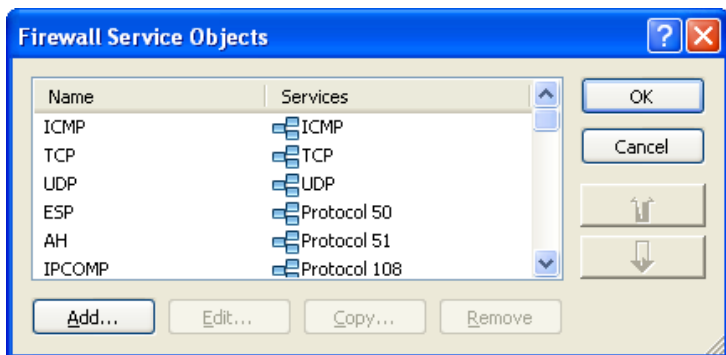 Firewall Service Objects
Name Services
ICMP ICMP
TCP TCP
UDP UDP
ESP Protocol 50
AH Protocol 51
IPCOMP Protocol 108
OK
Cancel
Add... Edit... Copy... Remove